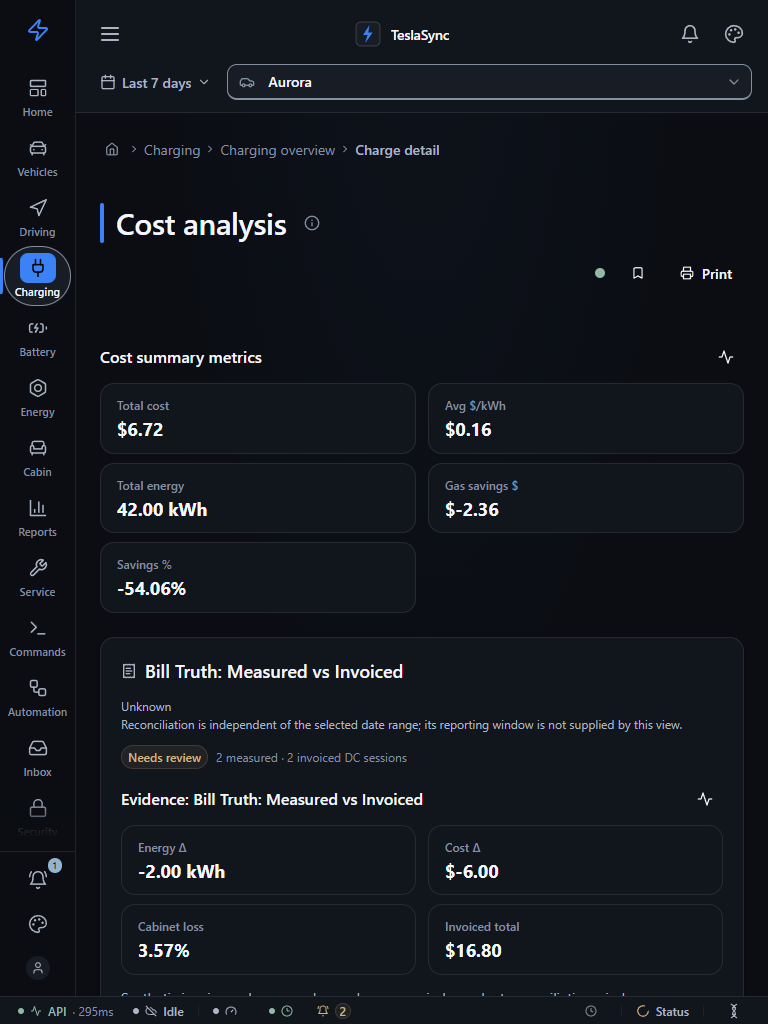 TeslaSync
Last 7 days
Aurora
Home
Vehicles
Driving
Charging
Battery
Energy
Cabin
Reports
Service
Commands
Automation
Inbox
Security
1
Charging
Charging overview
Charge detail
Cost analysis
Print
Cost summary metrics
Total cost
$6.72
Avg $/kWh
$0.16
Total energy
42.00 kWh
Gas savings $
$-2.36
Savings %
-54.06%
Bill Truth: Measured vs Invoiced
Unknown
Reconciliation is independent of the selected date range; its reporting window is not supplied by this view.
Needs review
2 measured · 2 invoiced DC sessions
Evidence: Bill Truth: Measured vs Invoiced
Energy Δ
-2.00 kWh
Cost Δ
$-6.00
Cabinet loss
3.57%
Invoiced total
$16.80
API · 295ms
Idle
2
Status